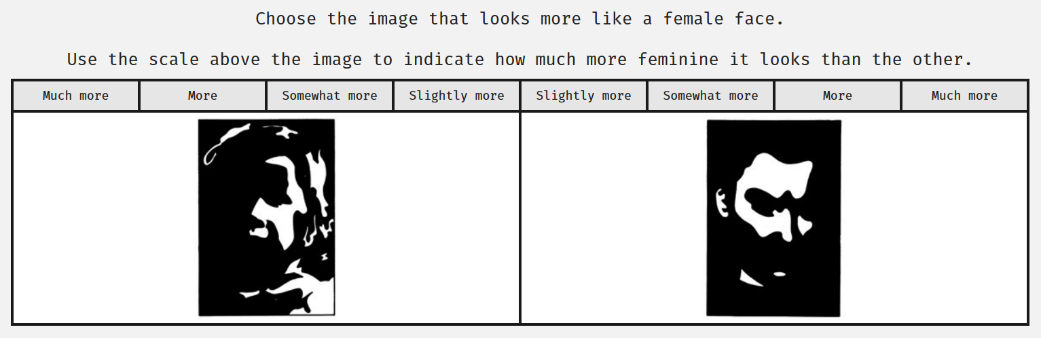 Choose the image that looks more like a female face.
Use the scale above the image to indicate how much more feminine it looks than the other.
Much more More Somewhat more Slightly more Slightly more Somewhat more More Much more